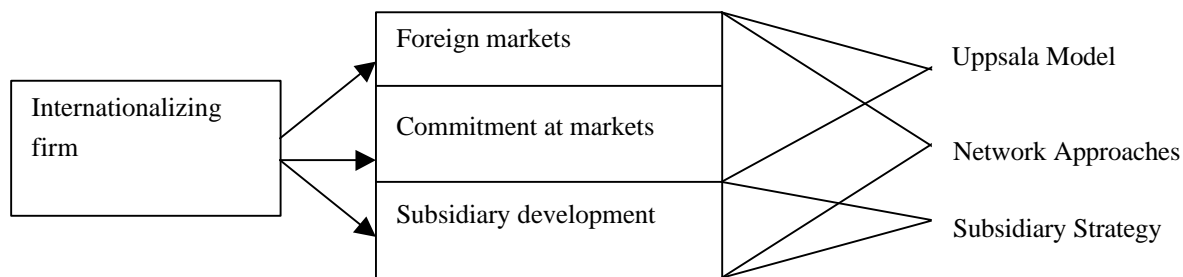 Foreign markets
Uppsala Model
Internationalizing
firm
Commitment at markets
Network Approaches
Subsidiary development
Subsidiary Strategy